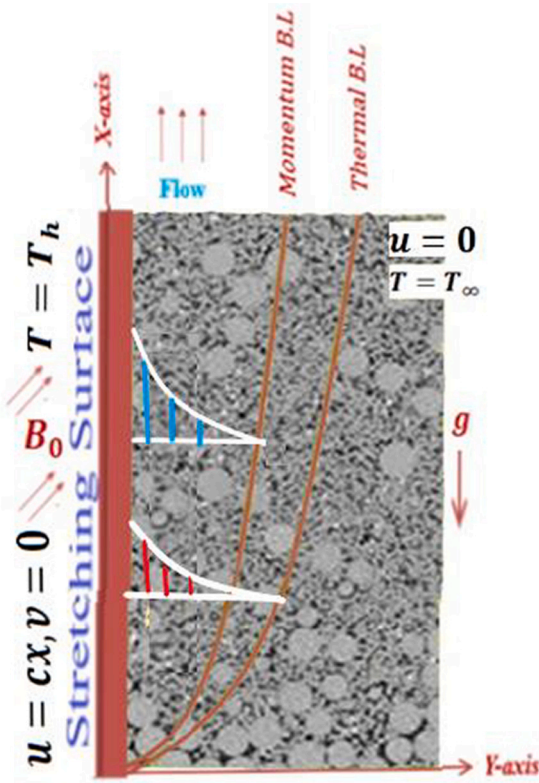 X-axis
Momentum B.L
Thermal B.L
Flow
u = 0
T = T∞
T = Tₕ
B₀
u = cx, v = 0
Stretching Surface
g
Y-axis